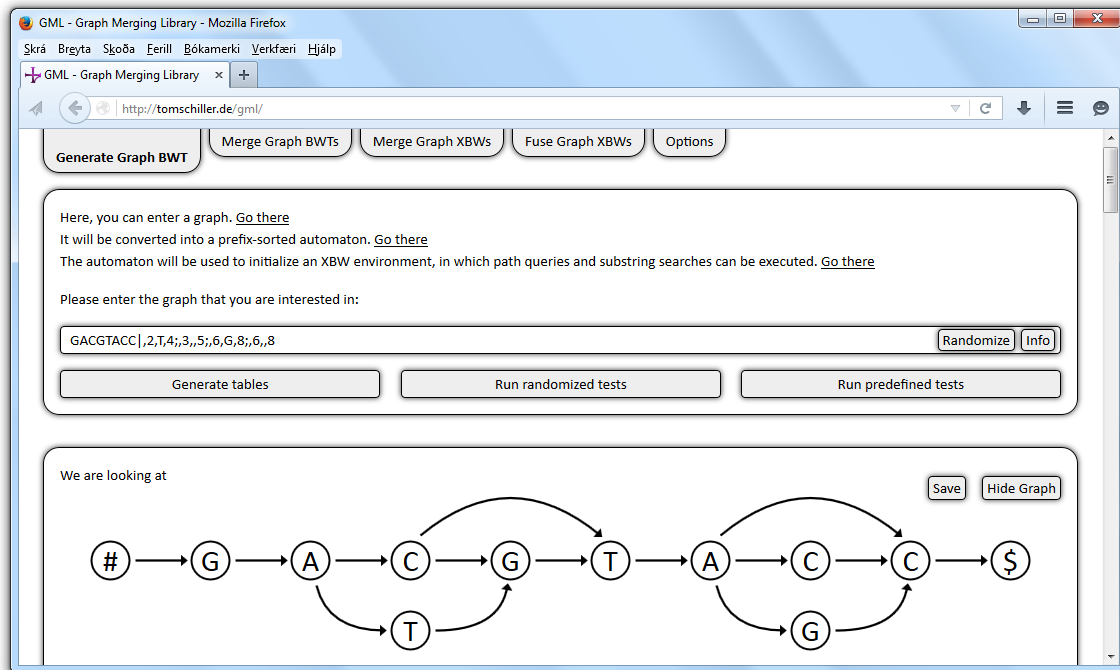 GML - Graph Merging Library - Mozilla Firefox
Skrá Breyta Skoða Ferill Bókamerki Verkfæri Hjálp
GML - Graph Merging Library × +
http://tomschiller.de/gml/
Generate Graph BWT Merge Graph BWTs Merge Graph XBWs Fuse Graph XBWs Options
Here, you can enter a graph. Go there
It will be converted into a prefix-sorted automaton. Go there
The automaton will be used to initialize an XBW environment, in which path queries and substring searches can be executed. Go there
Please enter the graph that you are interested in:
GACGTACC|,2,T,4;,3,,5;,6,G,8;,6,,8 Randomize Info
Generate tables Run randomized tests Run predefined tests
We are looking at
Save Hide Graph
# G A C G T A C C $
T G